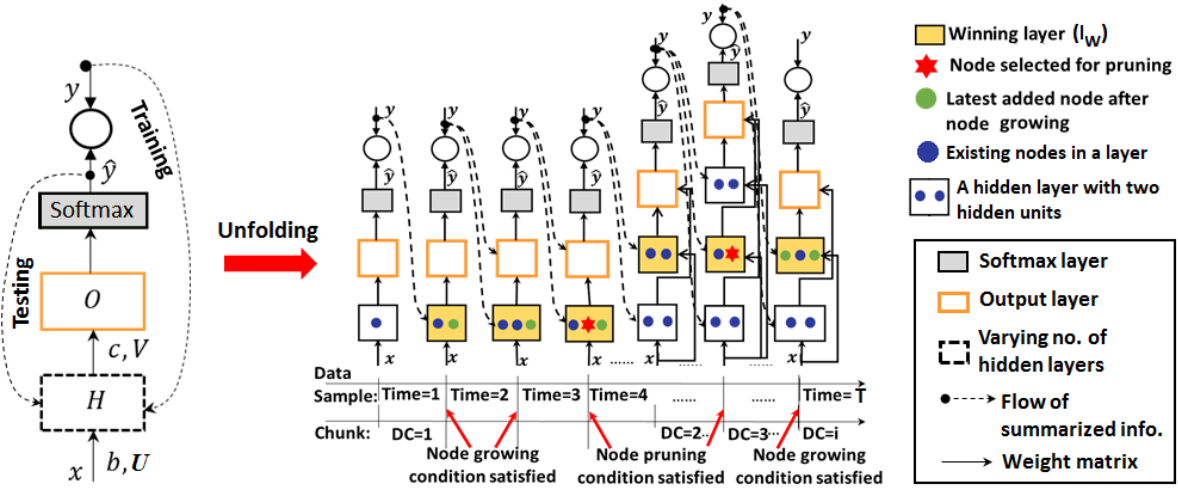 y
Training
ŷ
Softmax
Testing
O
c, V
H
x b, U
Unfolding
y
y
y
y
y
y
y
ŷ
ŷ
ŷ
ŷ
ŷ
ŷ
ŷ
x
x
x
x
......
x
......
......
x
Data
Sample: Time=1 Time=2 Time=3 Time=4 ...... ...... Time= T
Chunk: DC=1 DC=2·· DC=3··· DC=i
Node growing
condition satisfied
Node pruning
condition satisfied
Node growing
condition satisfied
Winning layer (lW)
Node selected for pruning
Latest added node after
node growing
Existing nodes in a layer
A hidden layer with two
hidden units
Softmax layer
Output layer
Varying no. of
hidden layers
Flow of
summarized info.
Weight matrix